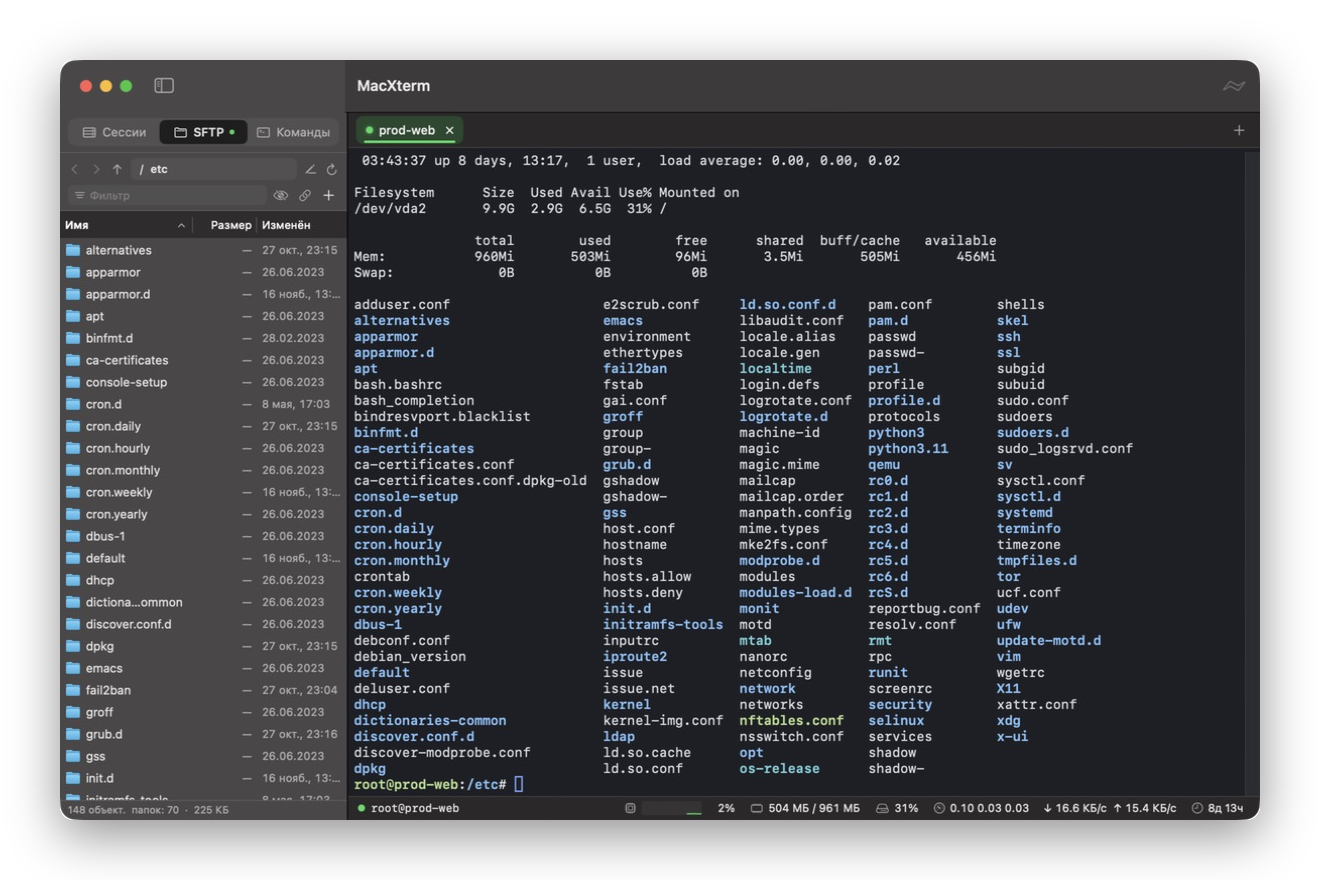 MacXterm
Сессии SFTP Команды
prod-web
/ etc
Фильтр
Имя Размер Изменён
alternatives — 27 окт., 23:15
apparmor — 26.06.2023
apparmor.d — 16 нояб., 13:...
apt — 26.06.2023
binfmt.d — 28.02.2023
ca-certificates — 26.06.2023
console-setup — 26.06.2023
cron.d — 8 мая, 17:03
cron.daily — 27 окт., 23:15
cron.hourly — 26.06.2023
cron.monthly — 26.06.2023
cron.weekly — 16 нояб., 13:...
cron.yearly — 26.06.2023
dbus-1 — 26.06.2023
default — 16 нояб., 13:...
dhcp — 26.06.2023
dictiona...ommon — 26.06.2023
discover.conf.d — 26.06.2023
dpkg — 27 окт., 23:15
emacs — 26.06.2023
fail2ban — 27 окт., 23:04
groff — 26.06.2023
grub.d — 27 окт., 23:16
gss — 26.06.2023
init.d — 16 нояб., 13:...
initramfs-tools — 8 мая, 17:03
148 объект. папок: 70 · 225 КБ
03:43:37 up 8 days, 13:17, 1 user, load average: 0.00, 0.00, 0.02
Filesystem Size Used Avail Use% Mounted on
/dev/vda2 9.9G 2.9G 6.5G 31% /
total used free shared buff/cache available
Mem: 960Mi 503Mi 96Mi 3.5Mi 505Mi 456Mi
Swap: 0B 0B 0B
adduser.conf e2scrub.conf ld.so.conf.d pam.conf shells
alternatives emacs libaudit.conf pam.d skel
apparmor environment locale.alias passwd ssh
apparmor.d ethertypes locale.gen passwd- ssl
apt fail2ban localtime perl subgid
bash.bashrc fstab login.defs profile subuid
bash_completion gai.conf logrotate.conf profile.d sudo.conf
bindresvport.blacklist groff logrotate.d protocols sudoers
binfmt.d group machine-id python3 sudoers.d
ca-certificates group- magic python3.11 sudo_logsrvd.conf
ca-certificates.conf grub.d magic.mime qemu sv
ca-certificates.conf.dpkg-old gshadow mailcap rc0.d sysctl.conf
console-setup gshadow- mailcap.order rc1.d sysctl.d
cron.d gss manpath.config rc2.d systemd
cron.daily host.conf mime.types rc3.d terminfo
cron.hourly hostname mke2fs.conf rc4.d timezone
cron.monthly hosts modprobe.d rc5.d tmpfiles.d
crontab hosts.allow modules rc6.d tor
cron.weekly hosts.deny modules-load.d rcS.d ucf.conf
cron.yearly init.d monit reportbug.conf udev
dbus-1 initramfs-tools motd resolv.conf ufw
debconf.conf inputrc mtab rmt update-motd.d
debian_version iproute2 nanorc rpc vim
default issue netconfig runit wgetrc
deluser.conf issue.net network screenrc X11
dhcp kernel networks security xattr.conf
dictionaries-common kernel-img.conf nftables.conf selinux xdg
discover.conf.d ldap nsswitch.conf services x-ui
discover-modprobe.conf ld.so.cache opt shadow
dpkg ld.so.conf os-release shadow-
root@prod-web:/etc#
root@prod-web 2% 504 МБ / 961 МБ 31% 0.10 0.03 0.03 ↓ 16.6 КБ/с ↑ 15.4 КБ/с 8д 13ч